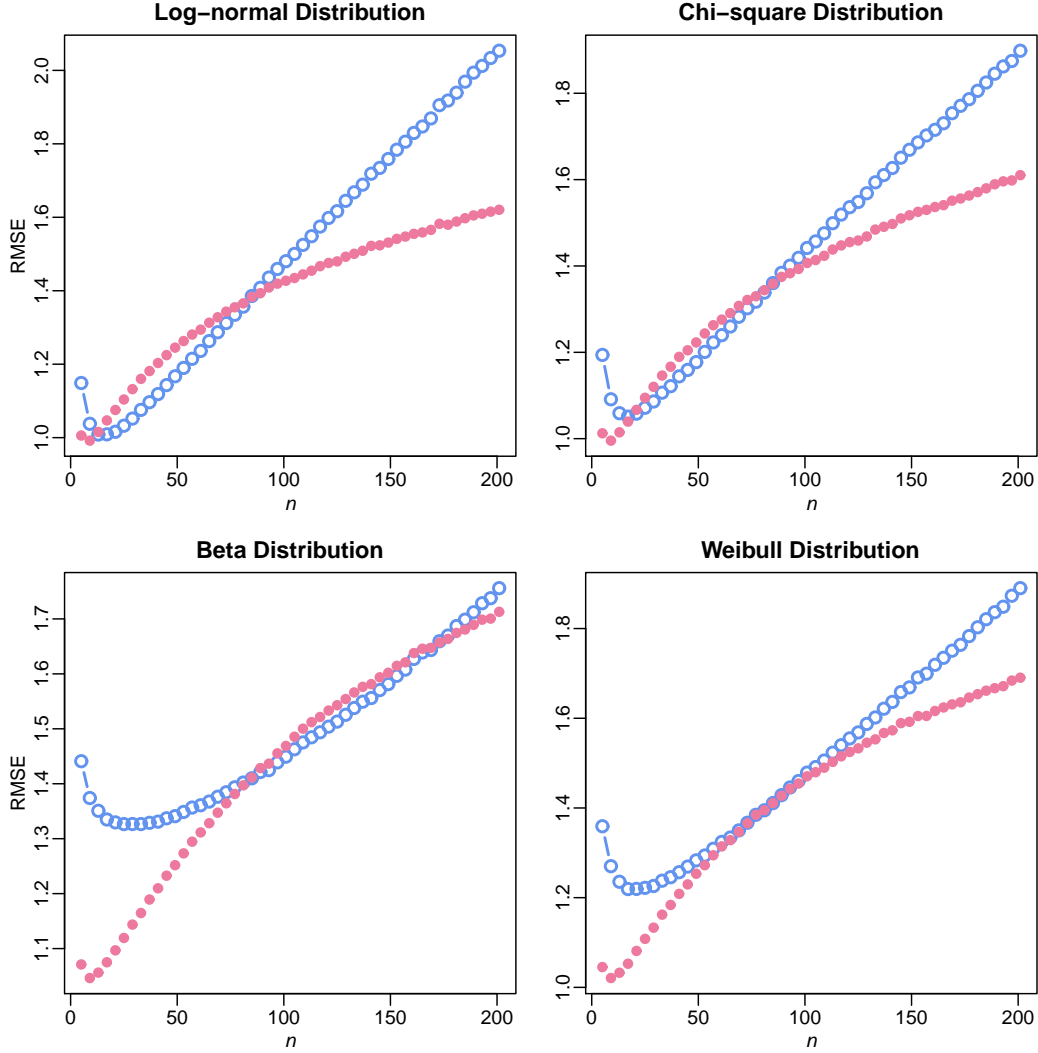 Log−normal Distribution
RMSE
2.0
1.8
1.6
1.4
1.2
1.0
0 50 100 150 200
n
Chi−square Distribution
1.8
1.6
1.4
1.2
1.0
0 50 100 150 200
n
Beta Distribution
RMSE
1.7
1.6
1.5
1.4
1.3
1.2
1.1
0 50 100 150 200
n
Weibull Distribution
1.8
1.6
1.4
1.2
1.0
0 50 100 150 200
n